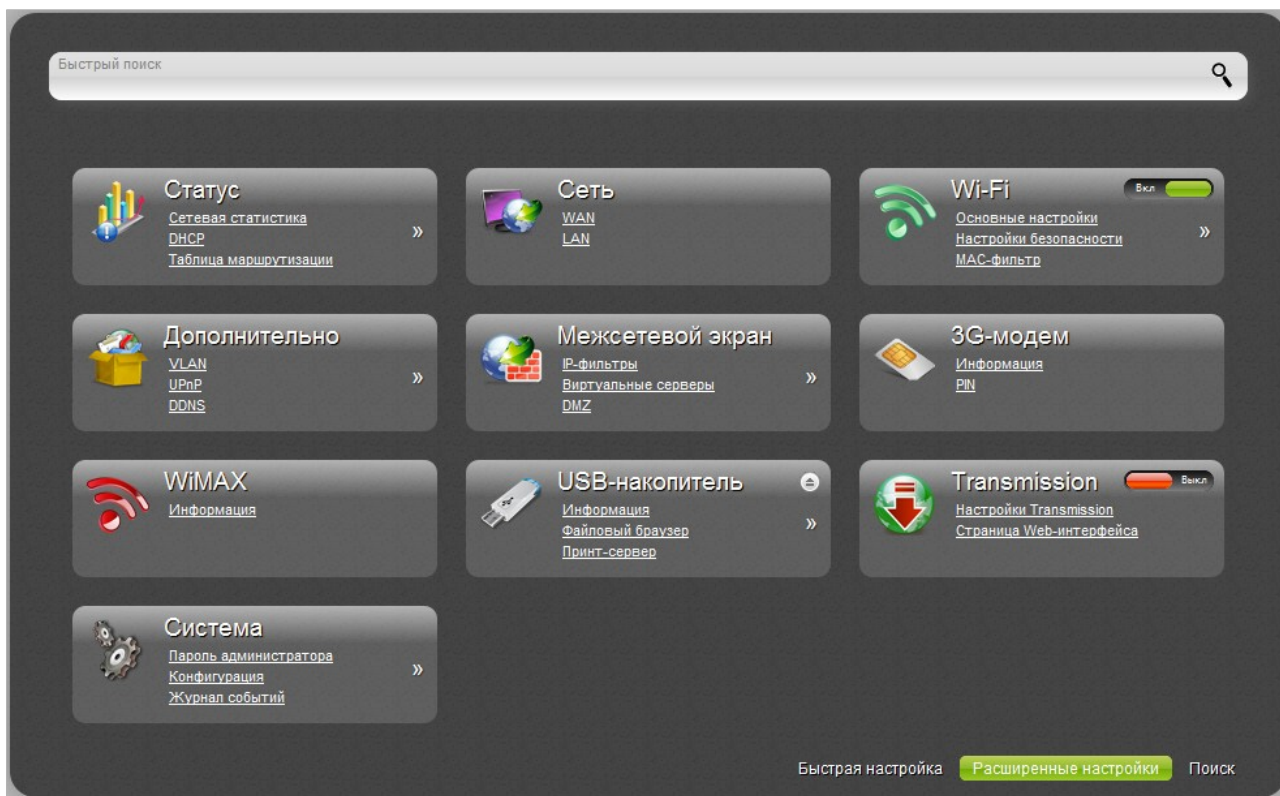 Быстрый поиск
Статус
Сетевая статистика
DHCP
Таблица маршрутизации
»
Сеть
WAN
LAN
Wi-Fi
Вкл
Основные настройки
Настройки безопасности
MAC-фильтр
»
Дополнительно
VLAN
UPnP
DDNS
»
Межсетевой экран
IP-фильтры
Виртуальные серверы
DMZ
»
3G-модем
Информация
PIN
WiMAX
Информация
USB-накопитель
Информация
Файловый браузер
Принт-сервер
»
Transmission
Выкл
Настройки Transmission
Страница Web-интерфейса
Система
Пароль администратора
Конфигурация
Журнал событий
»
Быстрая настройка Расширенные настройки Поиск